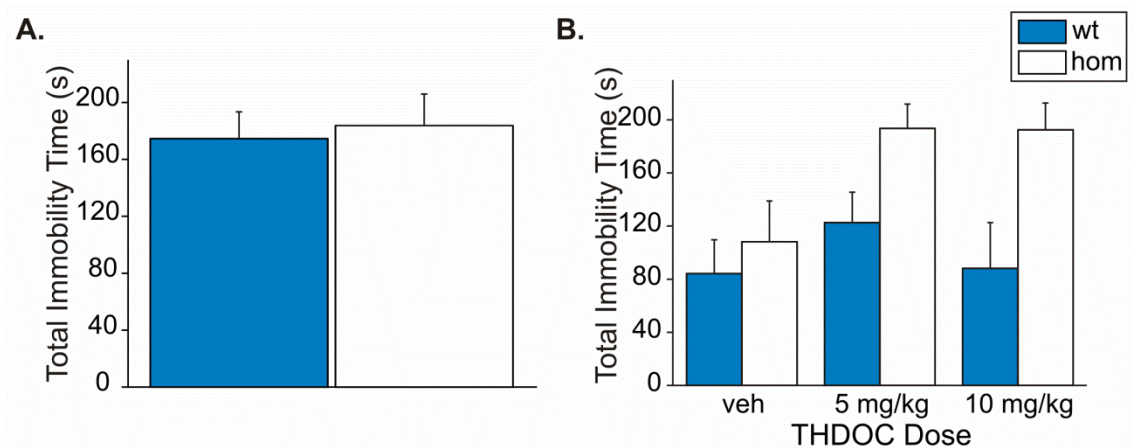 A.
Total Immobility Time (s)
200
160
120
80
40
0
B.
wt
hom
Total Immobility Time (s)
200
160
120
80
40
0
veh 5 mg/kg 10 mg/kg
THDOC Dose